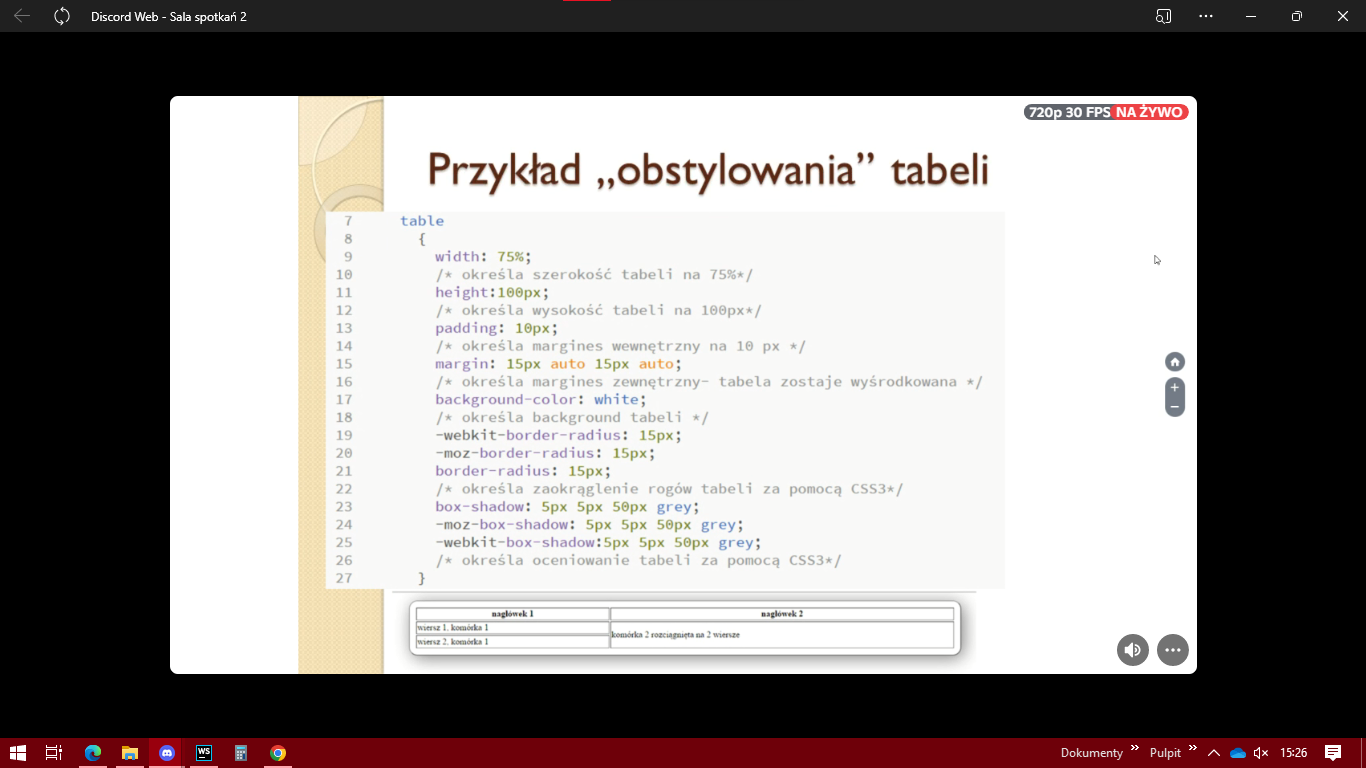 Discord Web - Sala spotkań 2
720p 30 FPS NA ŻYWO
Przykład „obstylowania” tabeli
7 table
8 {
9 width: 75%;
10 /* określa szerokość tabeli na 75%*/
11 height:100px;
12 /* określa wysokość tabeli na 100px*/
13 padding: 10px;
14 /* określa margines wewnętrzny na 10 px */
15 margin: 15px auto 15px auto;
16 /* określa margines zewnętrzny- tabela zostaje wyśrodkowana */
17 background-color: white;
18 /* określa background tabeli */
19 -webkit-border-radius: 15px;
20 -moz-border-radius: 15px;
21 border-radius: 15px;
22 /* określa zaokrąglenie rogów tabeli za pomocą CSS3*/
23 box-shadow: 5px 5px 50px grey;
24 -moz-box-shadow: 5px 5px 50px grey;
25 -webkit-box-shadow:5px 5px 50px grey;
26 /* określa oceniowanie tabeli za pomocą CSS3*/
27 }
nagłówek 1 nagłówek 2
wiersz 1, komórka 1
komórka 2 rozciągnięta na 2 wiersze
wiersz 2, komórka 1
WS
Dokumenty » Pulpit » 15:26